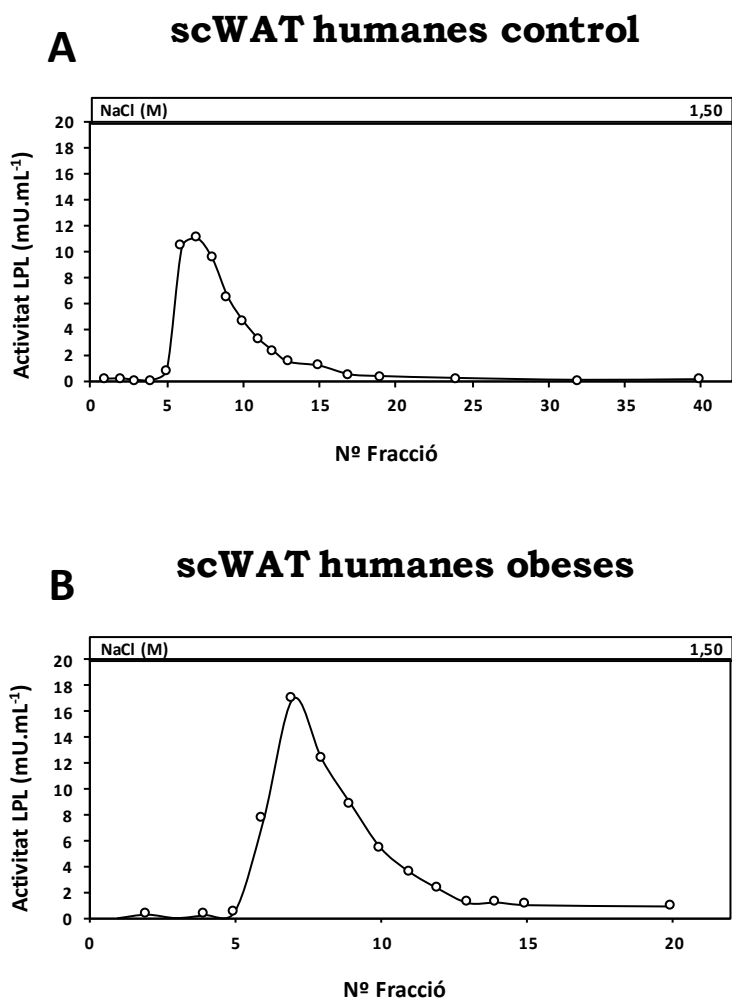 A
scWAT humanes control
NaCl (M) 1,50
20
18
16
14
12
10
8
6
4
2
0
Activitat LPL (mU.mL⁻¹)
0 5 10 15 20 25 30 35 40
Nº Fracció
B
scWAT humanes obeses
NaCl (M) 1,50
20
18
16
14
12
10
8
6
4
2
0
Activitat LPL (mU.mL⁻¹)
0 5 10 15 20
Nº Fracció